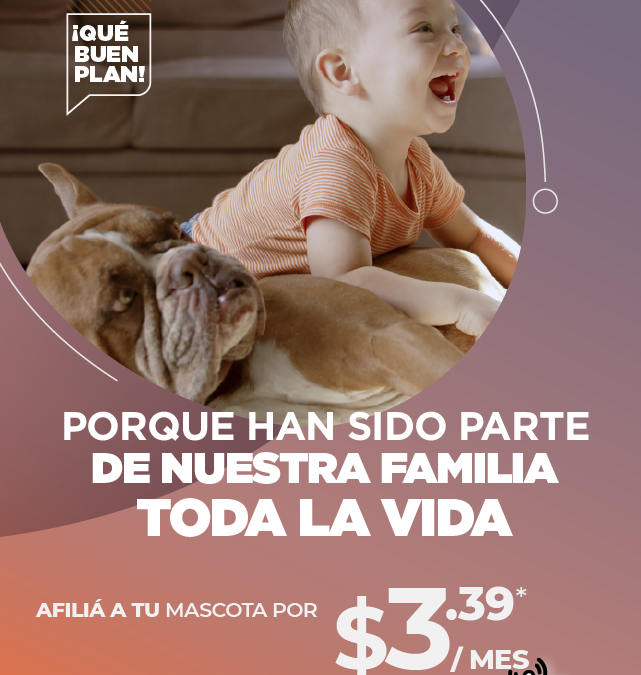 ¡QUÉ
BUEN
PLAN!
PORQUE HAN SIDO PARTE
DE NUESTRA FAMILIA
TODA LA VIDA
AFILIÁ A TU MASCOTA POR $3.39*
/ MES